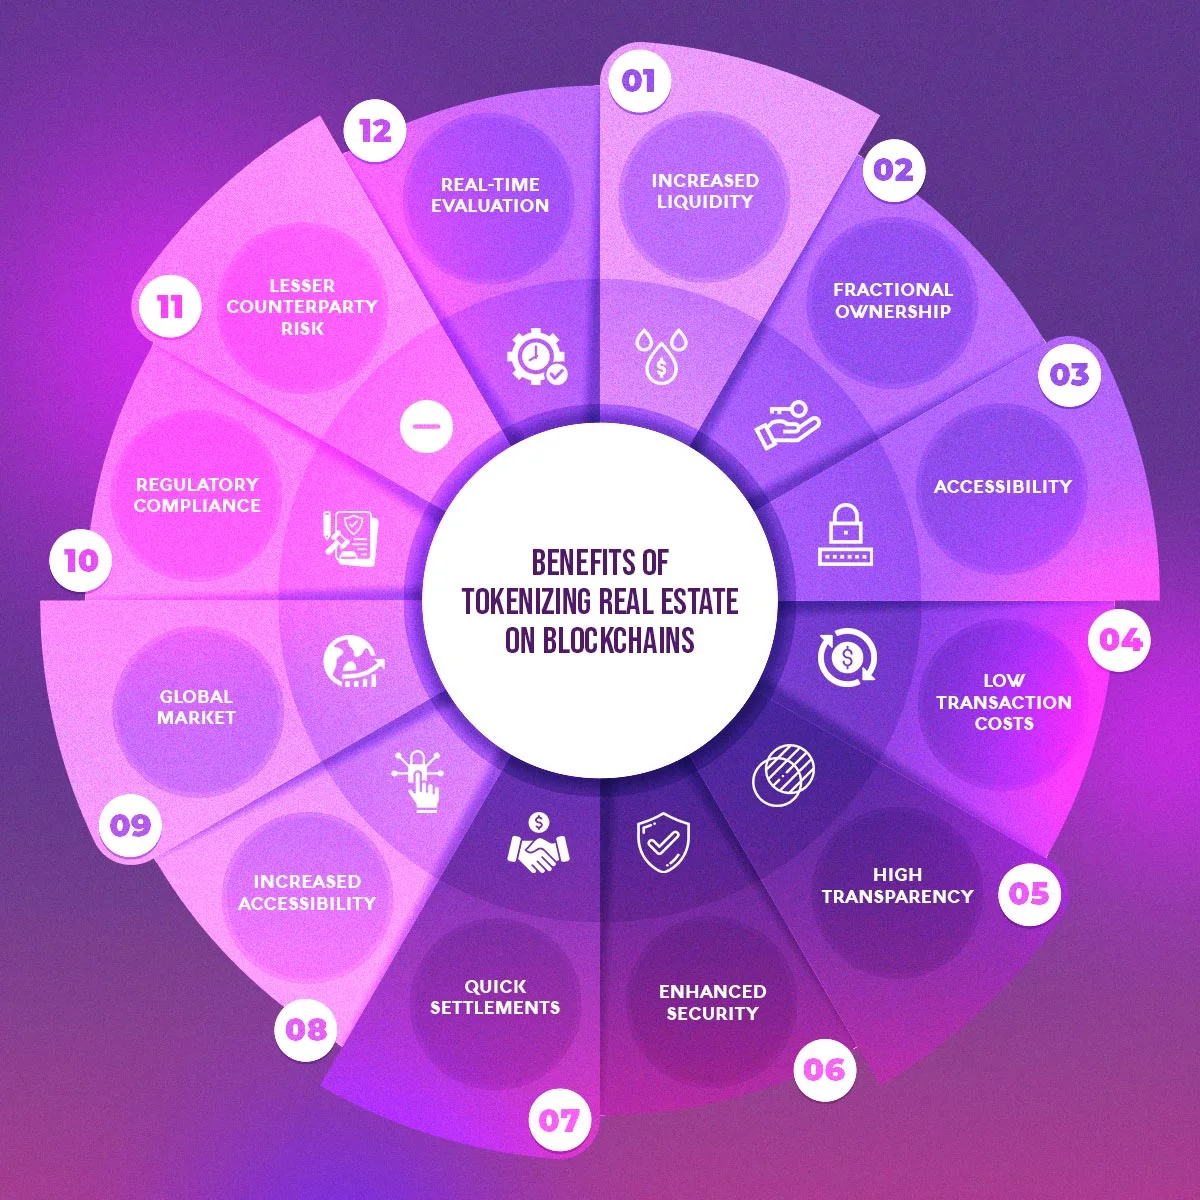 BENEFITS OF
TOKENIZING REAL ESTATE
ON BLOCKCHAINS
01
INCREASED
LIQUIDITY
$
02
FRACTIONAL
OWNERSHIP
03
ACCESSIBILITY
04
LOW
TRANSACTION
COSTS
$
05
HIGH
TRANSPARENCY
06
ENHANCED
SECURITY
07
QUICK
SETTLEMENTS
$
08
INCREASED
ACCESSIBILITY
09
GLOBAL
MARKET
10
REGULATORY
COMPLIANCE
11
LESSER
COUNTERPARTY
RISK
12
REAL-TIME
EVALUATION